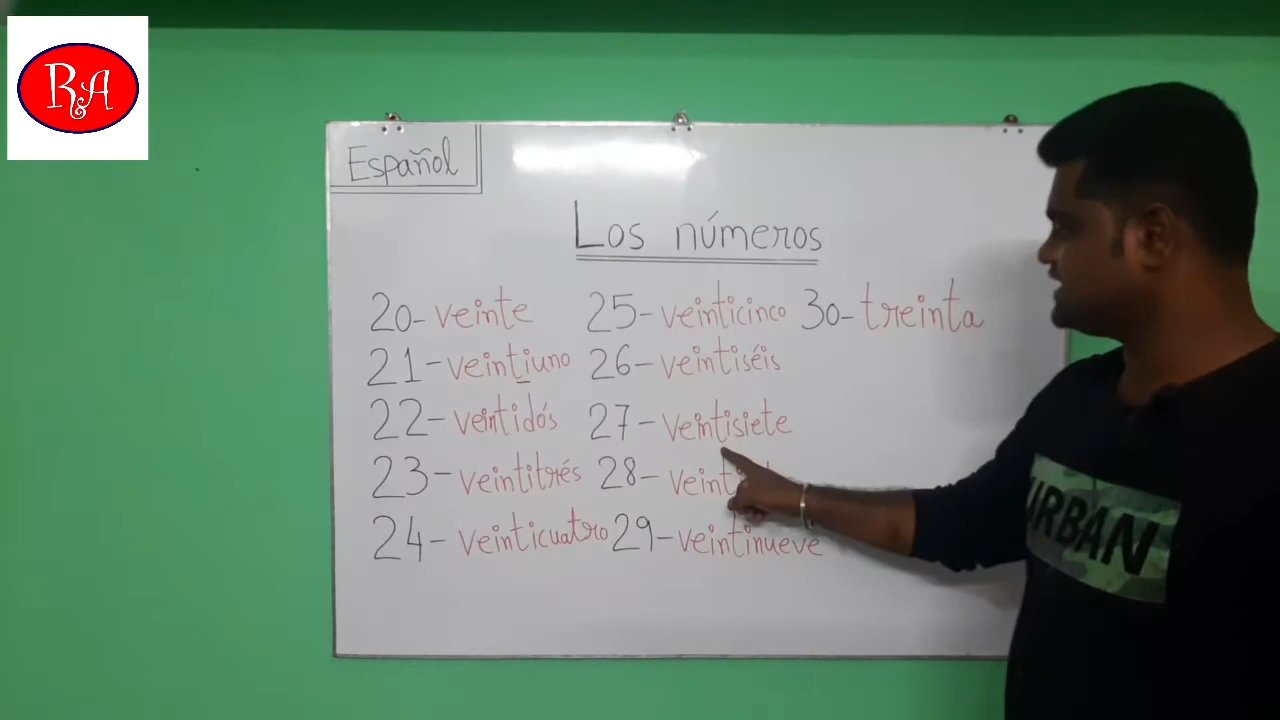 R&A
Español
Los números
20- veinte 25- veinticinco 30- treinta
21- veintiuno 26- veintiséis
22- veintidós 27- veintisiete
23- veintitrés 28-
24- veinticuatro 29- veintinueve
URBAN